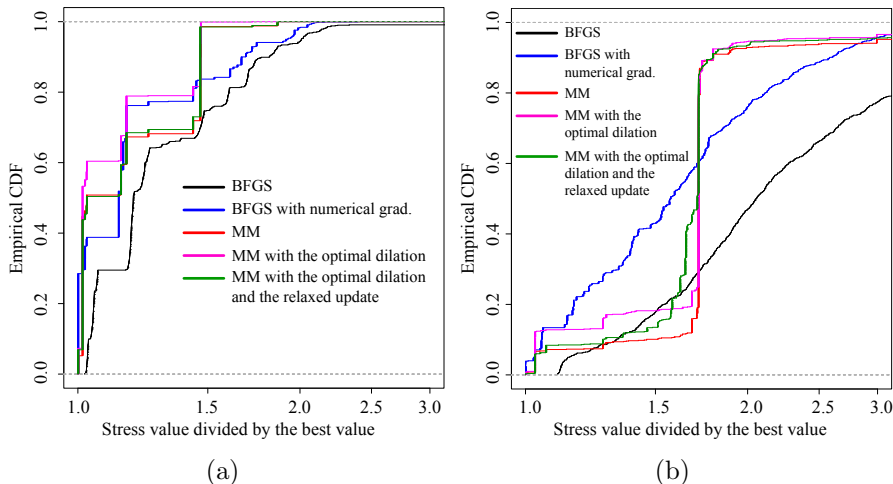 Empirical CDF
1.0
0.8
0.6
0.4
0.2
0.0
BFGS
BFGS with numerical grad.
MM
MM with the optimal dilation
MM with the optimal dilation
and the relaxed update
1.0 1.5 2.0 3.0
Stress value divided by the best value
(a)
Empirical CDF
1.0
0.8
0.6
0.4
0.2
0.0
BFGS
BFGS with
numerical grad.
MM
MM with the
optimal dilation
MM with the optimal
dilation and the
relaxed update
1.0 1.5 2.0 2.5 3.0
Stress value divided by the best value
(b)